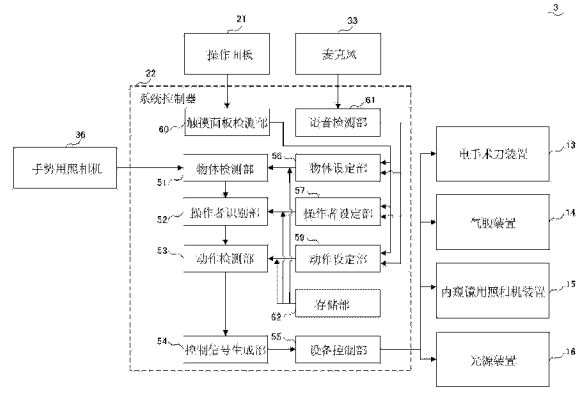 3
21
操作面板
33
麦克风
22
系统控制器
60
触摸面板检测部
61
语音检测部
36
手势用照相机
51
物体检测部
56
物体设定部
52
操作者识别部
57
操作者设定部
53
动作检测部
59
动作设定部
62
存储部
54
控制信号生成部
55
设备控制部
13
电手术刀装置
14
气腹装置
15
内窥镜用照相机装置
16
光源装置